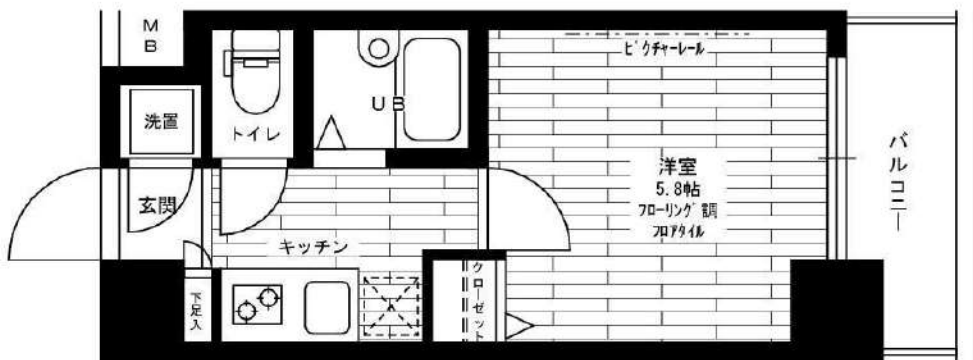 MB
洗置
トイレ
UB
玄関
キッチン
下足入
クローゼット
ピクチャーレール
洋室
5.8帖
フローリング調
フロアタイル
バルコニー